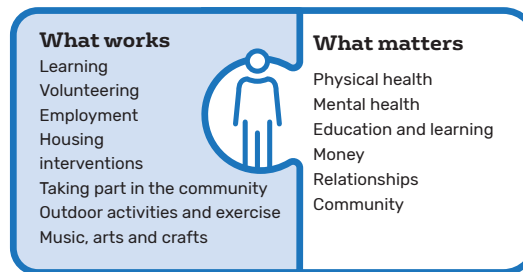 What works
Learning
Volunteering
Employment
Housing
interventions
Taking part in the community
Outdoor activities and exercise
Music, arts and crafts
What matters
Physical health
Mental health
Education and learning
Money
Relationships
Community